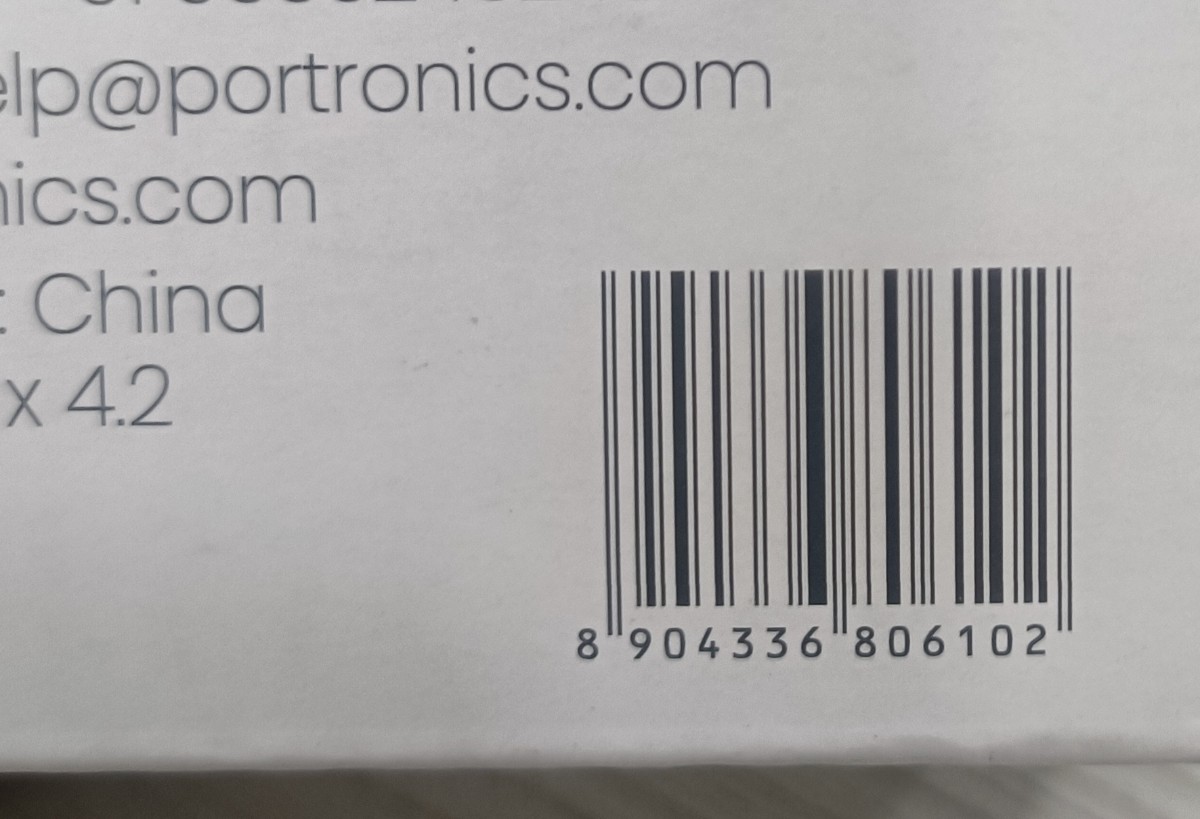 elp@portronics.com
nics.com
: China
x 4.2
8 904336 806102